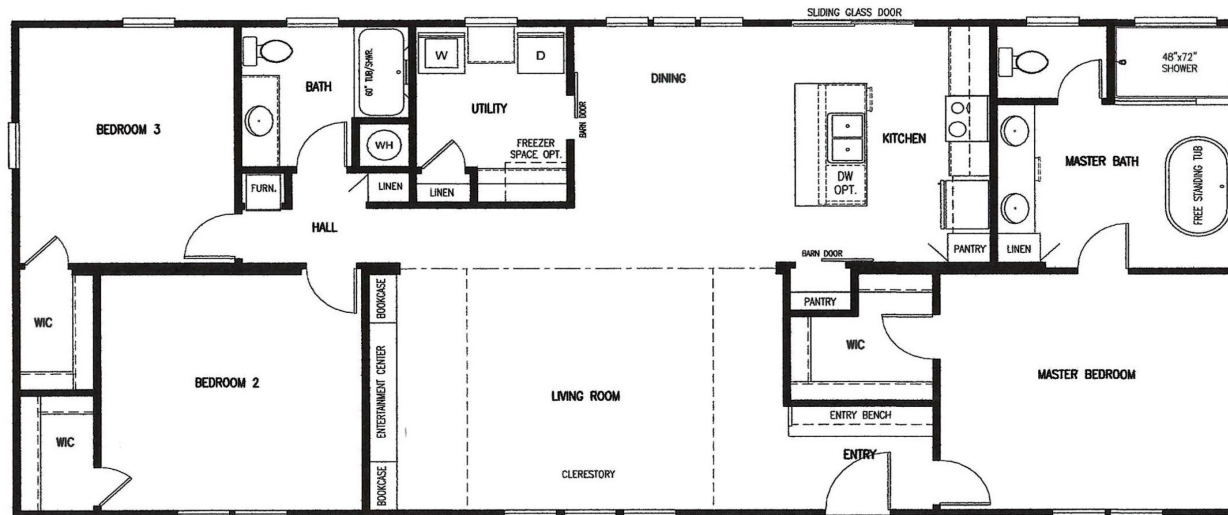 SLIDING GLASS DOOR
BEDROOM 3
BATH
60" TUB/SHWR.
WH
FURN.
LINEN
HALL
W
D
UTILITY
FREEZER
SPACE OPT.
LINEN
BARN DOOR
DINING
KITCHEN
DW
OPT.
BARN DOOR
PANTRY
48"x72"
SHOWER
MASTER BATH
FREE STANDING TUB
LINEN
WIC
WIC
BEDROOM 2
BOOKCASE
ENTERTAINMENT CENTER
BOOKCASE
LIVING ROOM
CLERESTORY
PANTRY
WIC
ENTRY BENCH
ENTRY
MASTER BEDROOM